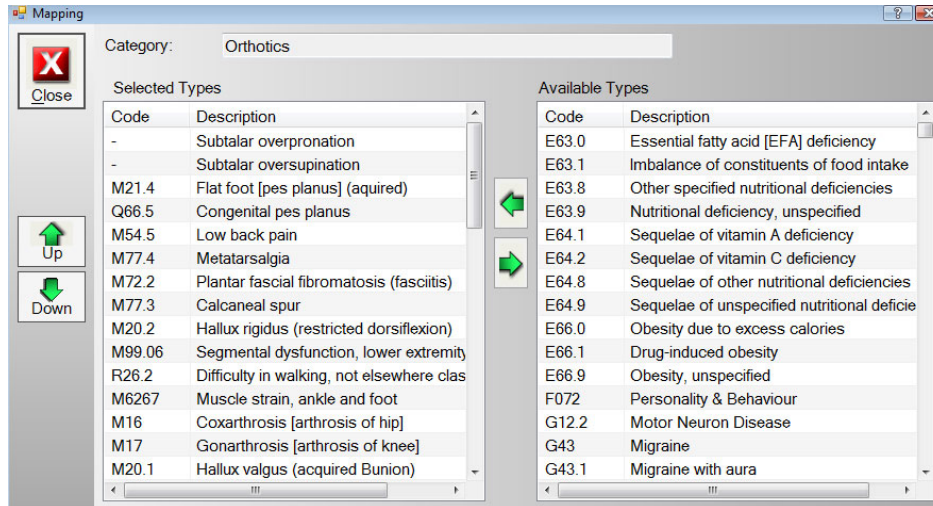 Mapping
Category: Orthotics
Close
Up
Down
Selected Types
Code Description
- Subtalar overpronation
- Subtalar oversupination
M21.4 Flat foot [pes planus] (aquired)
Q66.5 Congenital pes planus
M54.5 Low back pain
M77.4 Metatarsalgia
M72.2 Plantar fascial fibromatosis (fasciitis)
M77.3 Calcaneal spur
M20.2 Hallux rigidus (restricted dorsiflexion)
M99.06 Segmental dysfunction, lower extremity
R26.2 Difficulty in walking, not elsewhere clas
M6267 Muscle strain, ankle and foot
M16 Coxarthrosis [arthrosis of hip]
M17 Gonarthrosis [arthrosis of knee]
M20.1 Hallux valgus (acquired Bunion)
Available Types
Code Description
E63.0 Essential fatty acid [EFA] deficiency
E63.1 Imbalance of constituents of food intake
E63.8 Other specified nutritional deficiencies
E63.9 Nutritional deficiency, unspecified
E64.1 Sequelae of vitamin A deficiency
E64.2 Sequelae of vitamin C deficiency
E64.8 Sequelae of other nutritional deficiencies
E64.9 Sequelae of unspecified nutritional deficie
E66.0 Obesity due to excess calories
E66.1 Drug-induced obesity
E66.9 Obesity, unspecified
F072 Personality & Behaviour
G12.2 Motor Neuron Disease
G43 Migraine
G43.1 Migraine with aura